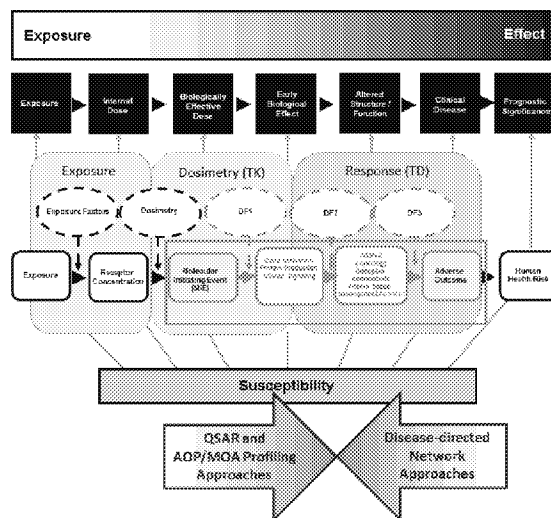 Exposure
Effect
Exposure
Internal
Dose
Biologically
Effective
Dose
Early
Biological
Effect
Altered
Structure /
Function
Clinical
Disease
Prognostic
Significance
Exposure
Dosimetry (TK)
Response (TD)
Exposure Factors
Dosimetry
DF1
DF2
DF3
Exposure
Receptor
Concentration
Molecular
Initiating Event
(MIE)
Adverse
Outcome
Human
Health Risk
Susceptibility
QSAR and
AOP/MOA Profiling
Approaches
Disease-directed
Network
Approaches